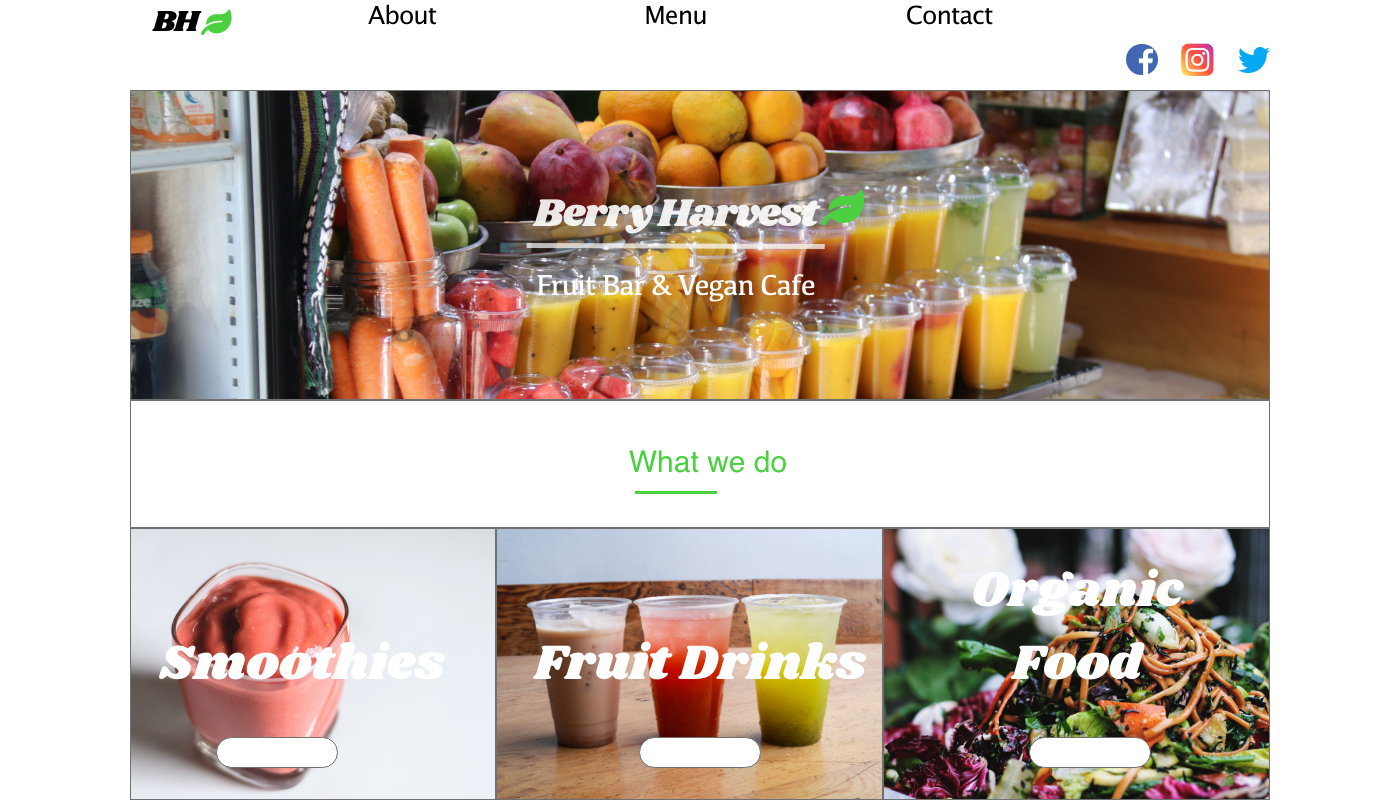 BH
About
Menu
Contact
Berry Harvest
Fruit Bar & Vegan Cafe
What we do
Smoothies
Fruit Drinks
Organic
Food